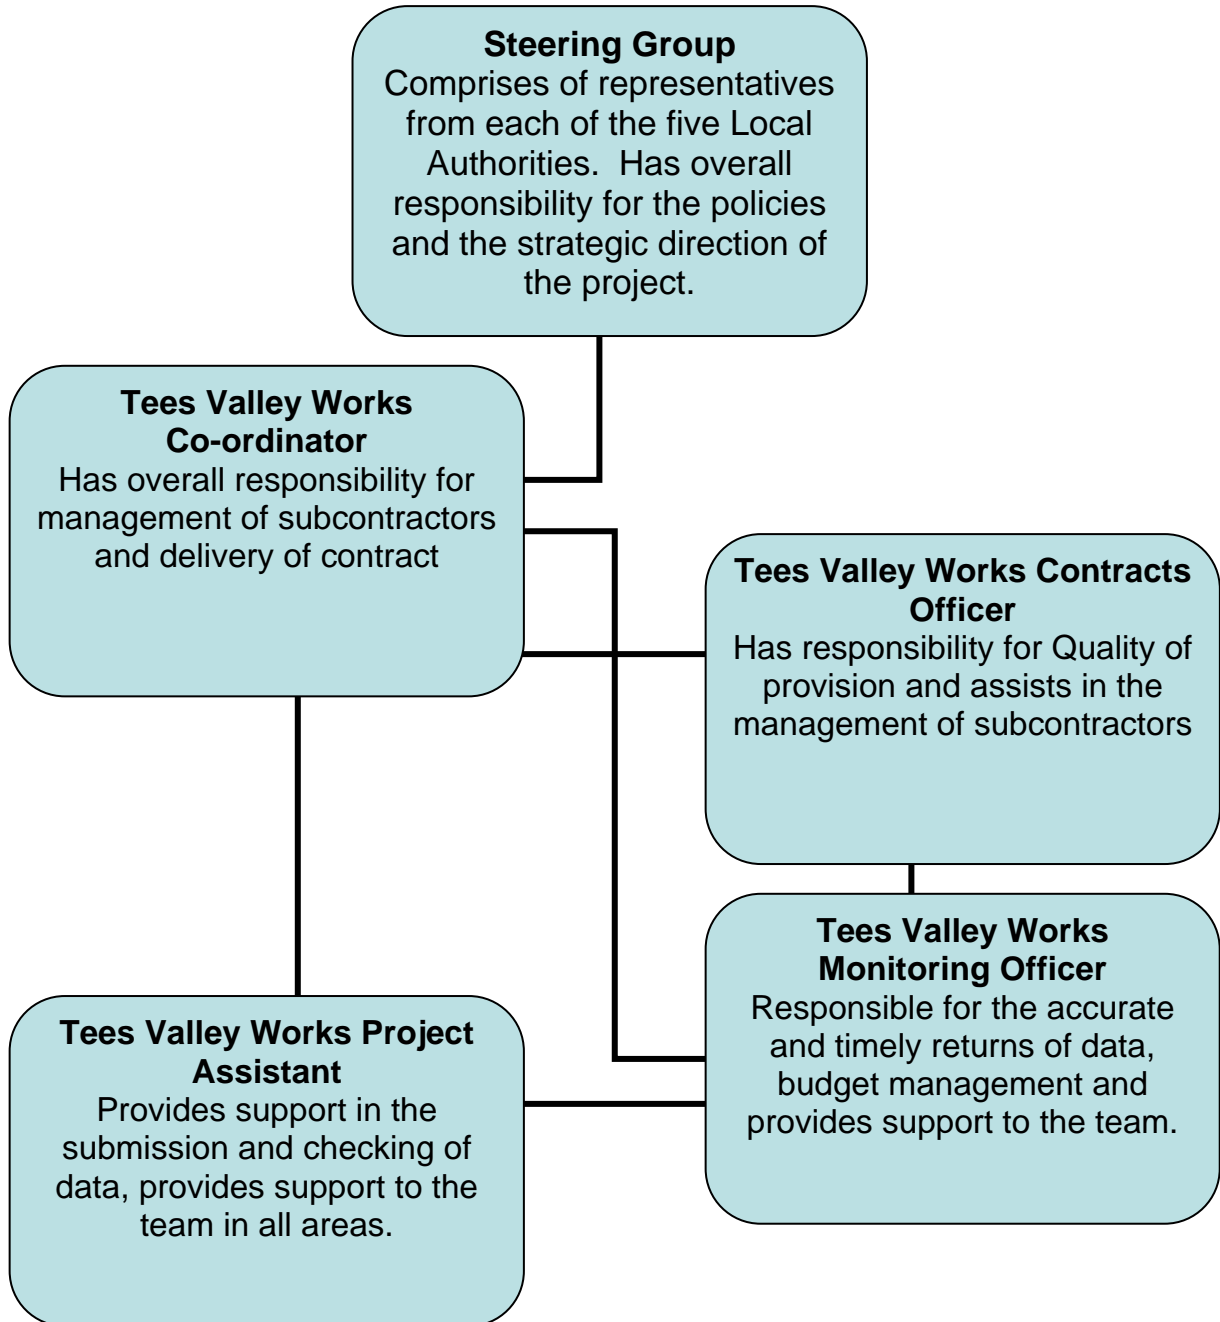 Steering Group
Comprises of representatives
from each of the five Local
Authorities.  Has overall
responsibility for the policies
and the strategic direction of
the project.
Tees Valley Works
Co-ordinator
Has overall responsibility for
management of subcontractors
and delivery of contract
Tees Valley Works Contracts
Officer
Has responsibility for Quality of
provision and assists in the
management of subcontractors
Tees Valley Works
Monitoring Officer
Responsible for the accurate
and timely returns of data,
budget management and
provides support to the team.
Tees Valley Works Project
Assistant
Provides support in the
submission and checking of
data, provides support to the
team in all areas.